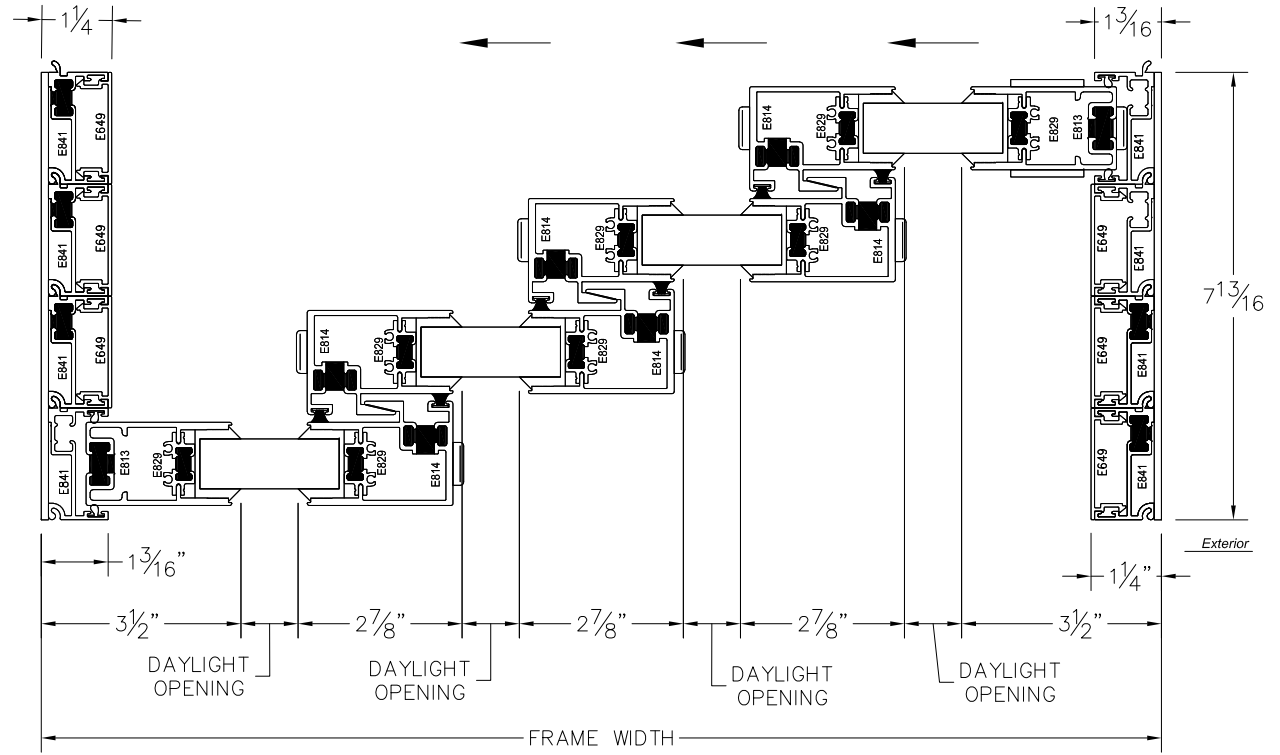 1 1/4
1 3/16
E841
E649
E814
E829
E829
E813
E841
E841
E649
E814
E829
E829
E814
E649
E841
7 13/16
E841
E649
E814
E829
E829
E814
E649
E841
E841
E813
E829
E829
E814
E649
E841
Exterior
1 3/16"
1 1/4"
3 1/2"
2 7/8"
2 7/8"
2 7/8"
3 1/2"
DAYLIGHT
OPENING
DAYLIGHT
OPENING
DAYLIGHT
OPENING
DAYLIGHT
OPENING
FRAME WIDTH